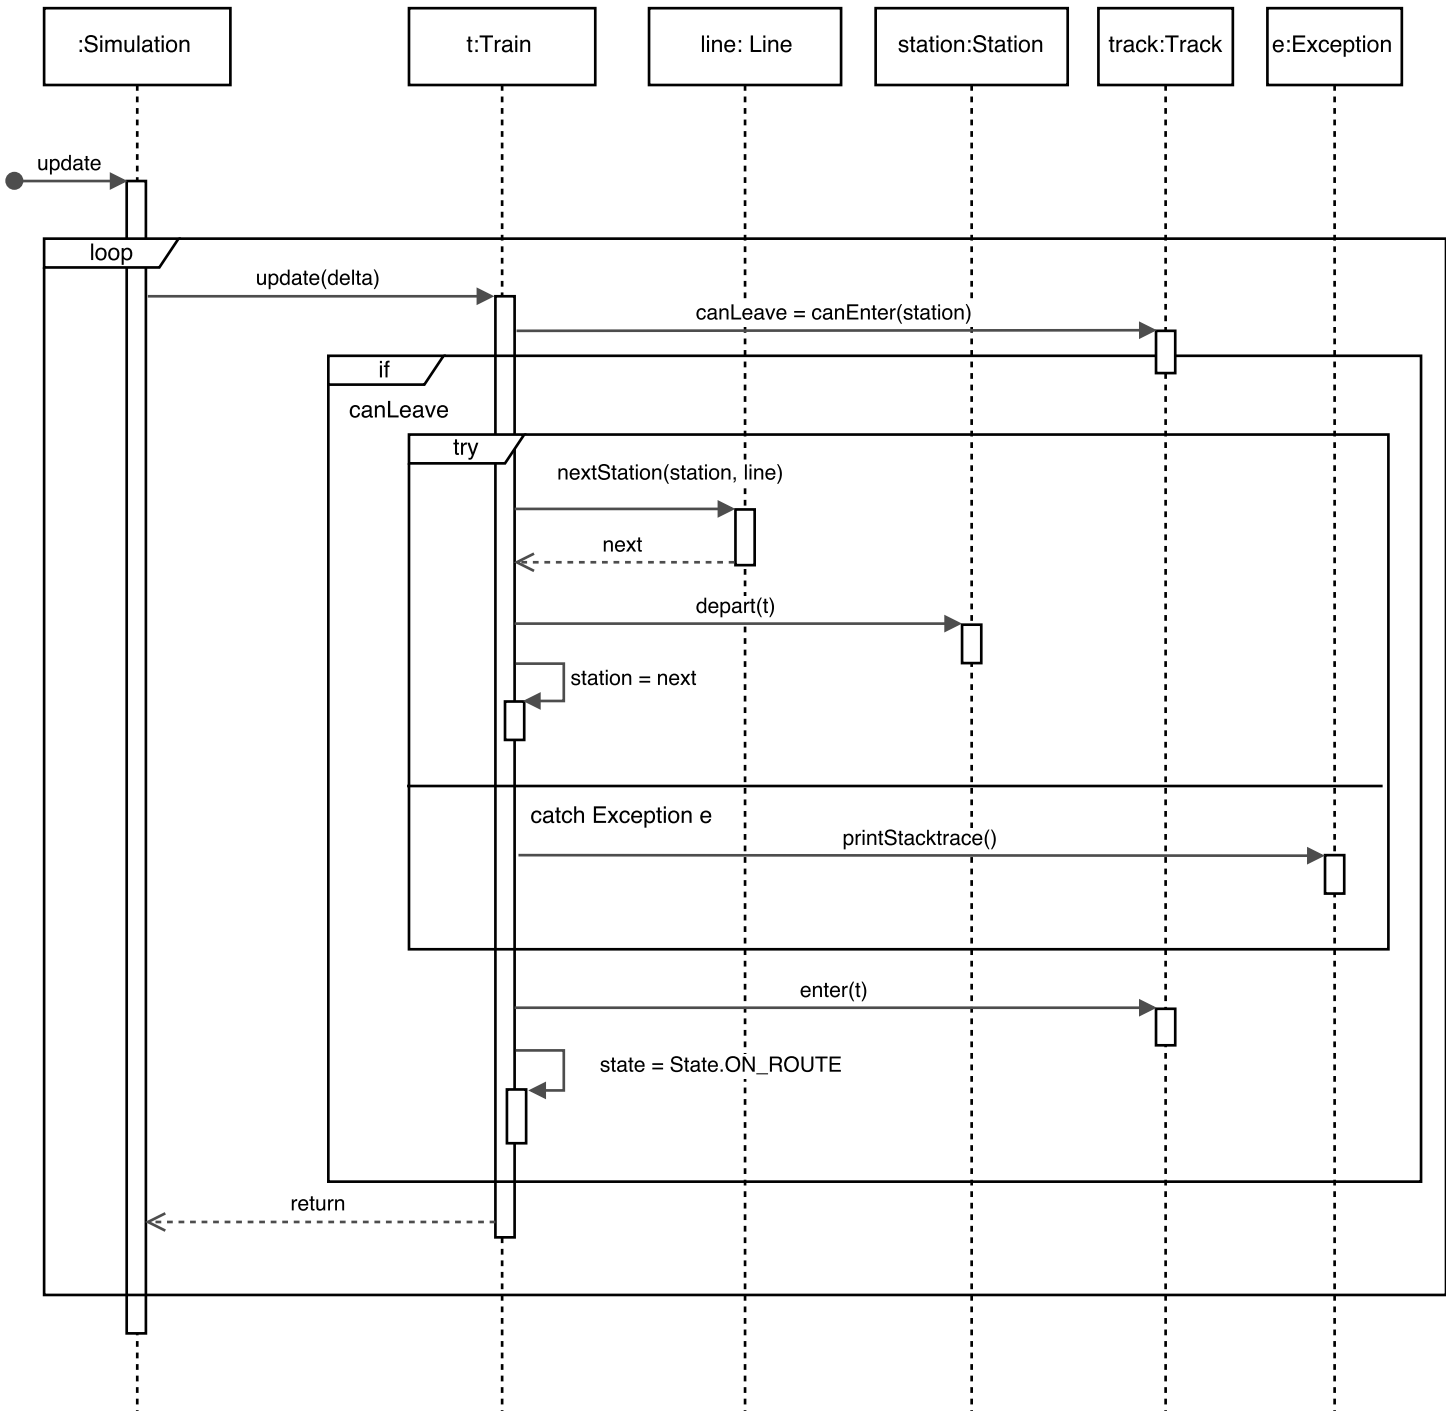 :Simulation
t:Train
line: Line
station:Station
track:Track
e:Exception
update
loop
update(delta)
canLeave = canEnter(station)
if
canLeave
try
nextStation(station, line)
next
depart(t)
station = next
catch Exception e
printStacktrace()
enter(t)
state = State.ON_ROUTE
return